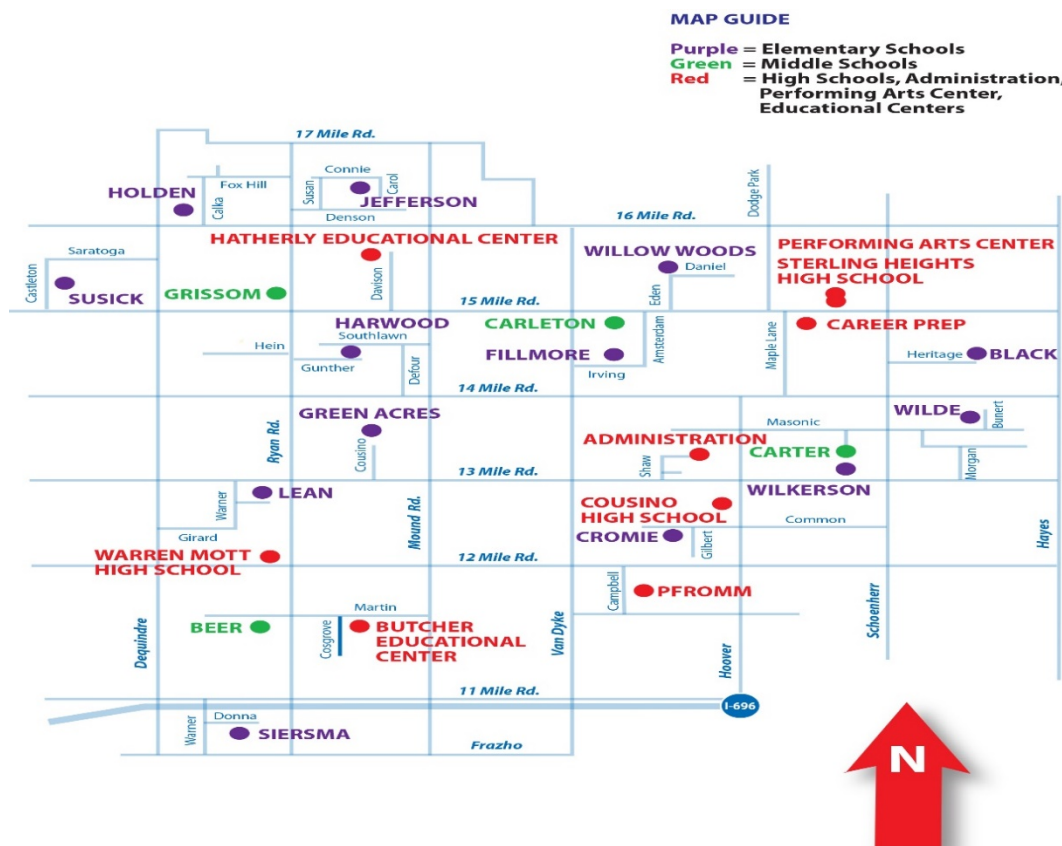 MAP GUIDE
Purple = Elementary Schools
Green = Middle Schools
Red = High Schools, Administration,
Performing Arts Center,
Educational Centers
17 Mile Rd.
Connie
Fox Hill
Susan
Carol
HOLDEN
Calka
JEFFERSON
Denson
Dodge Park
16 Mile Rd.
Saratoga
HATHERLY EDUCATIONAL CENTER
WILLOW WOODS
PERFORMING ARTS CENTER
STERLING HEIGHTS
HIGH SCHOOL
Daniel
Castleton
SUSICK
GRISSOM
Davison
Eden
15 Mile Rd.
HARWOOD
Southlawn
CARLETON
Amsterdam
CAREER PREP
Hein
Gunther
Defour
FILLMORE
Irving
Maple Lane
Heritage
BLACK
14 Mile Rd.
GREEN ACRES
WILDE
Bunert
Masonic
Ryan Rd.
Cousino
ADMINISTRATION
CARTER
Shaw
Morgan
13 Mile Rd.
LEAN
WILKERSON
Warner
COUSINO
HIGH SCHOOL
Common
Mound Rd.
Girard
CROMIE
Gilbert
Hayes
WARREN MOTT
HIGH SCHOOL
12 Mile Rd.
Campbell
PFROMM
Schoenherr
Martin
BEER
Cosgrove
BUTCHER
EDUCATIONAL
CENTER
Dequindre
Van Dyke
Hoover
11 Mile Rd.
I-696
Donna
Warner
SIERSMA
Frazho
N